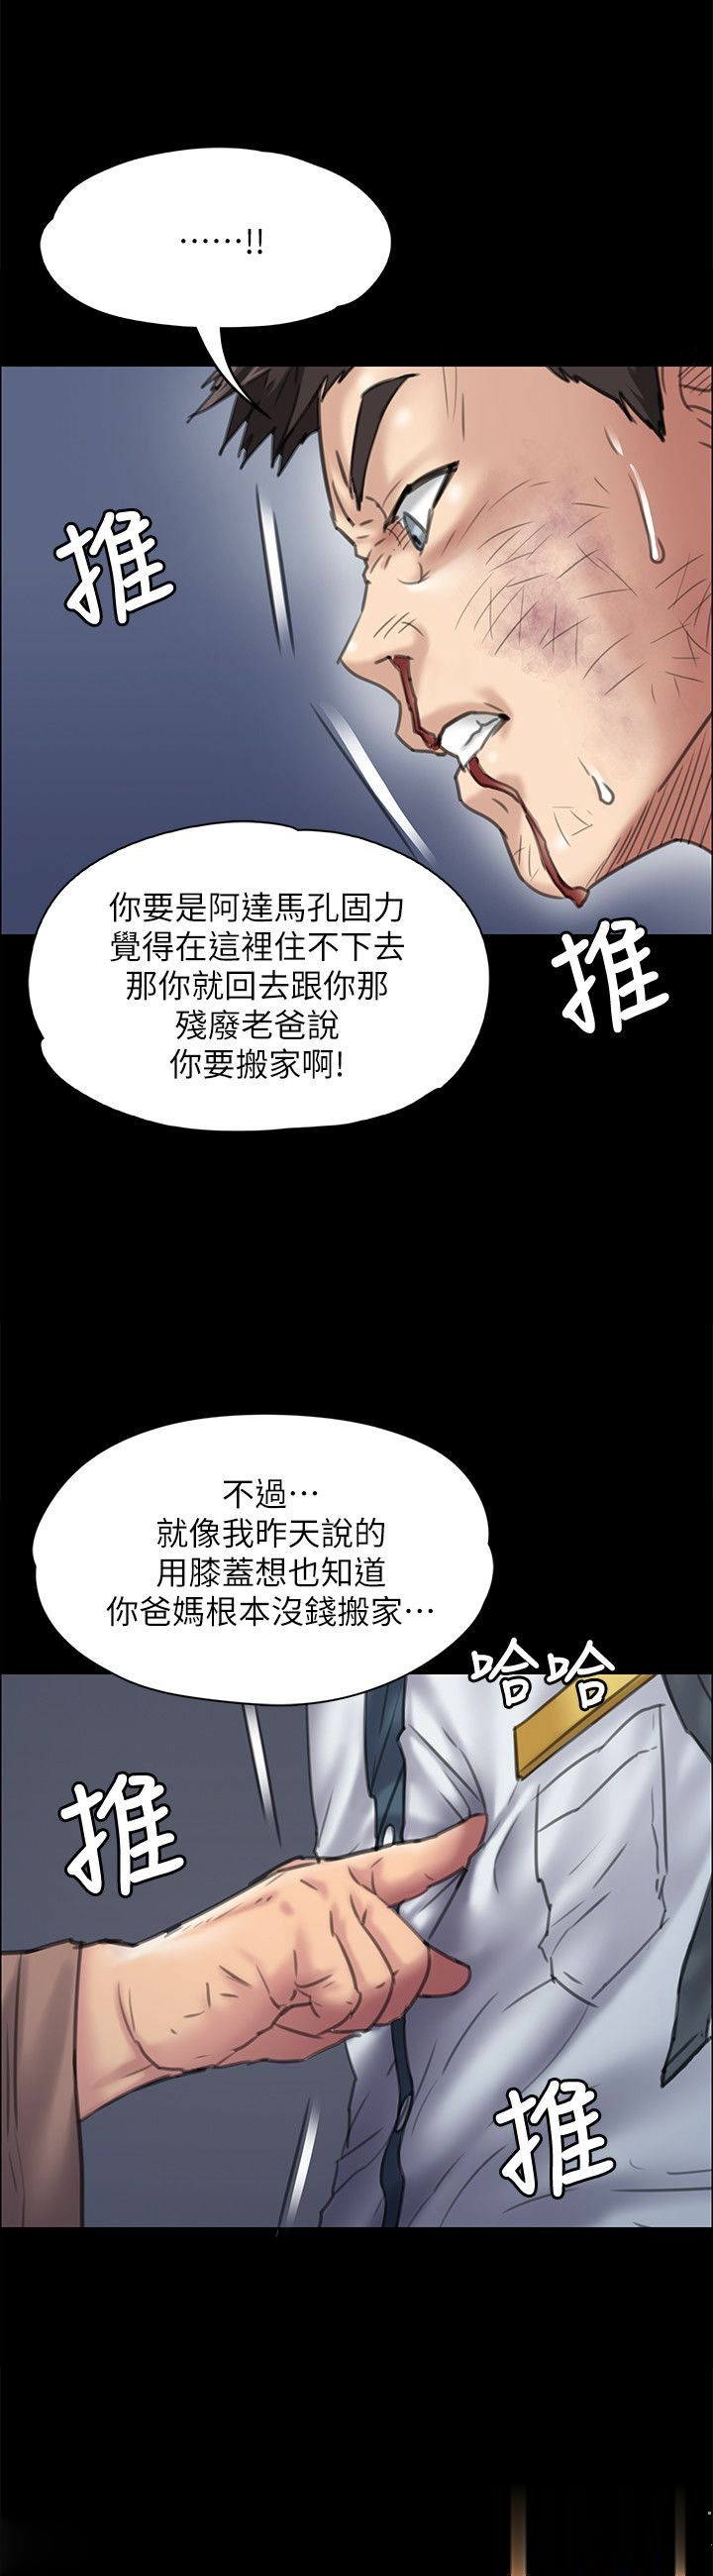 ……!!
推
你要是阿達馬孔固力
覺得在這裡住不下去
那你就回去跟你那
殘廢老爸說
你要搬家啊!
推
不過…
就像我昨天說的
用膝蓋想也知道
你爸媽根本沒錢搬家…
哈哈
推
推